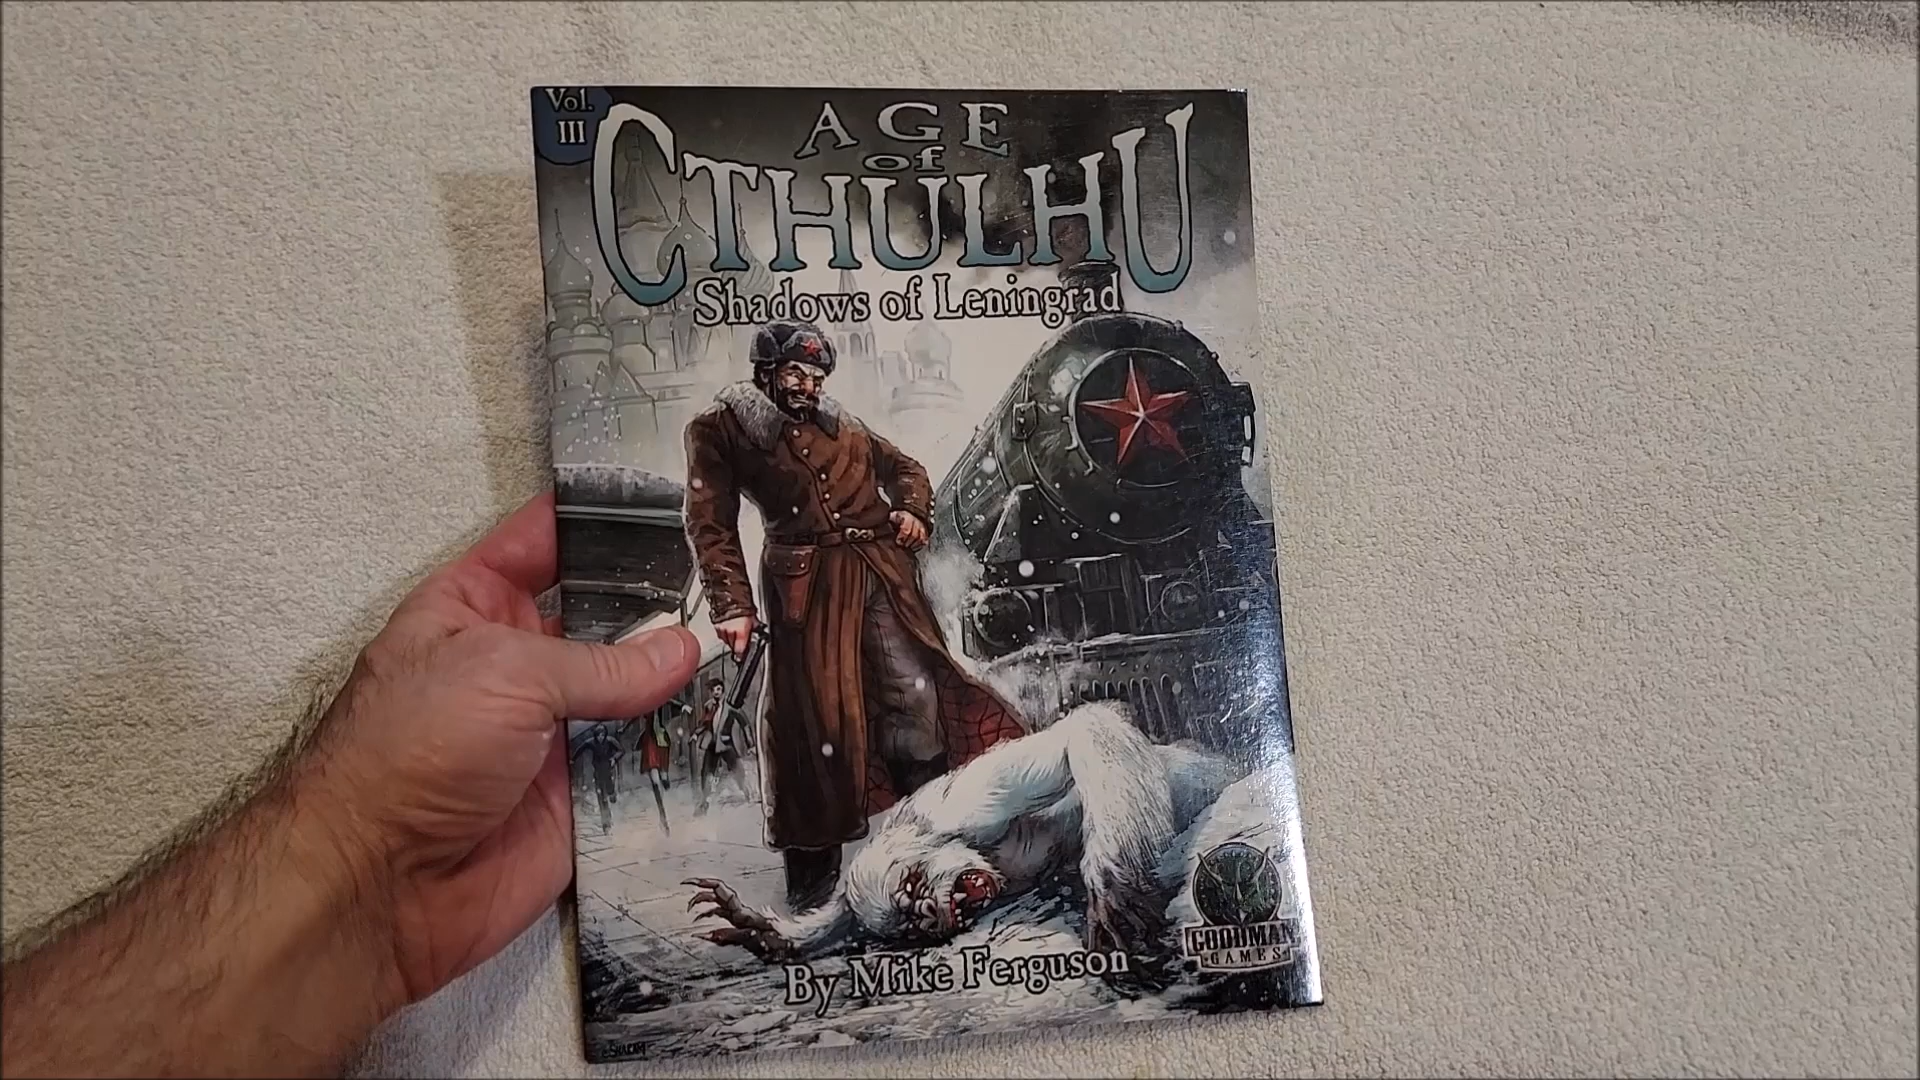 Vol.
III
AGE
of
CTHULHU
Shadows of Leningrad
By Mike Ferguson
GOODMAN
GAMES